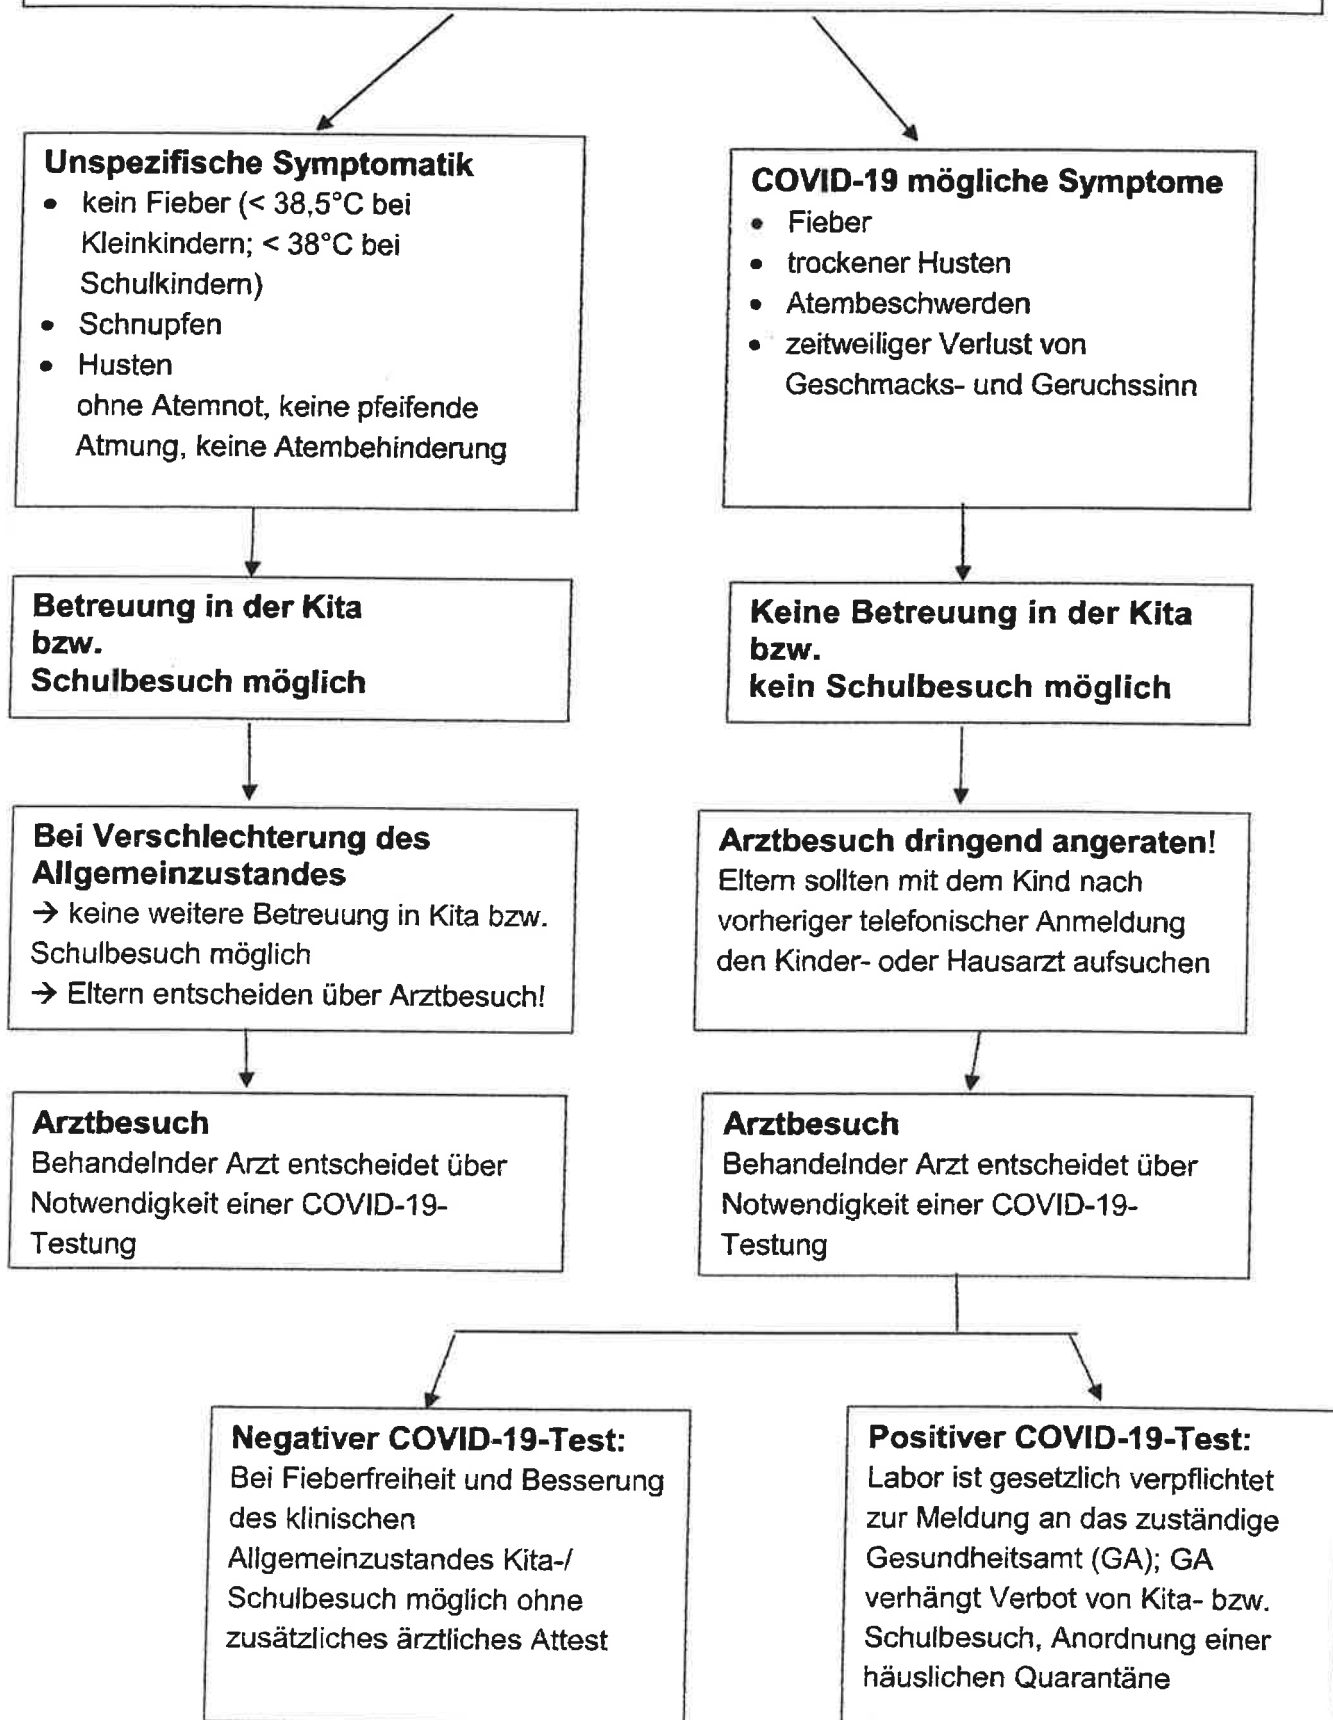 Unspezifische Symptomatik
• kein Fieber (< 38,5°C bei
Kleinkindern; < 38°C bei
Schulkindern)
• Schnupfen
• Husten
ohne Atemnot, keine pfeifende
Atmung, keine Atembehinderung
COVID-19 mögliche Symptome
• Fieber
• trockener Husten
• Atembeschwerden
• zeitweiliger Verlust von
Geschmacks- und Geruchssinn
Betreuung in der Kita
bzw.
Schulbesuch möglich
Keine Betreuung in der Kita
bzw.
kein Schulbesuch möglich
Bei Verschlechterung des
Allgemeinzustandes
→ keine weitere Betreuung in Kita bzw.
Schulbesuch möglich
→ Eltern entscheiden über Arztbesuch!
Arztbesuch dringend angeraten!
Eltern sollten mit dem Kind nach
vorheriger telefonischer Anmeldung
den Kinder- oder Hausarzt aufsuchen
Arztbesuch
Behandelnder Arzt entscheidet über
Notwendigkeit einer COVID-19-
Testung
Arztbesuch
Behandelnder Arzt entscheidet über
Notwendigkeit einer COVID-19-
Testung
Negativer COVID-19-Test:
Bei Fieberfreiheit und Besserung
des klinischen
Allgemeinzustandes Kita-/
Schulbesuch möglich ohne
zusätzliches ärztliches Attest
Positiver COVID-19-Test:
Labor ist gesetzlich verpflichtet
zur Meldung an das zuständige
Gesundheitsamt (GA); GA
verhängt Verbot von Kita- bzw.
Schulbesuch, Anordnung einer
häuslichen Quarantäne